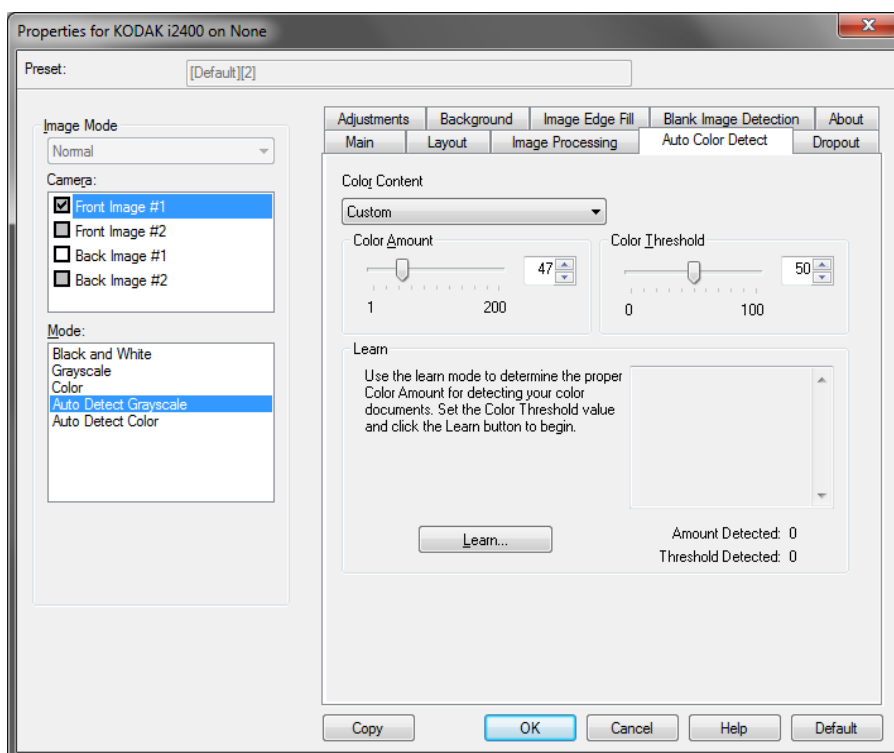 Properties for KODAK i2400 on None
Preset:
[Default][2]
Image Mode
Normal
Camera:
Front Image #1
Front Image #2
Back Image #1
Back Image #2
Mode:
Black and White
Grayscale
Color
Auto Detect Grayscale
Auto Detect Color
Adjustments Background Image Edge Fill Blank Image Detection About
Main Layout Image Processing Auto Color Detect Dropout
Color Content
Custom
Color Amount
47
1 200
Color Threshold
50
0 100
Learn
Use the learn mode to determine the proper
Color Amount for detecting your color
documents. Set the Color Threshold value
and click the Learn button to begin.
Learn...
Amount Detected: 0
Threshold Detected: 0
Copy OK Cancel Help Default